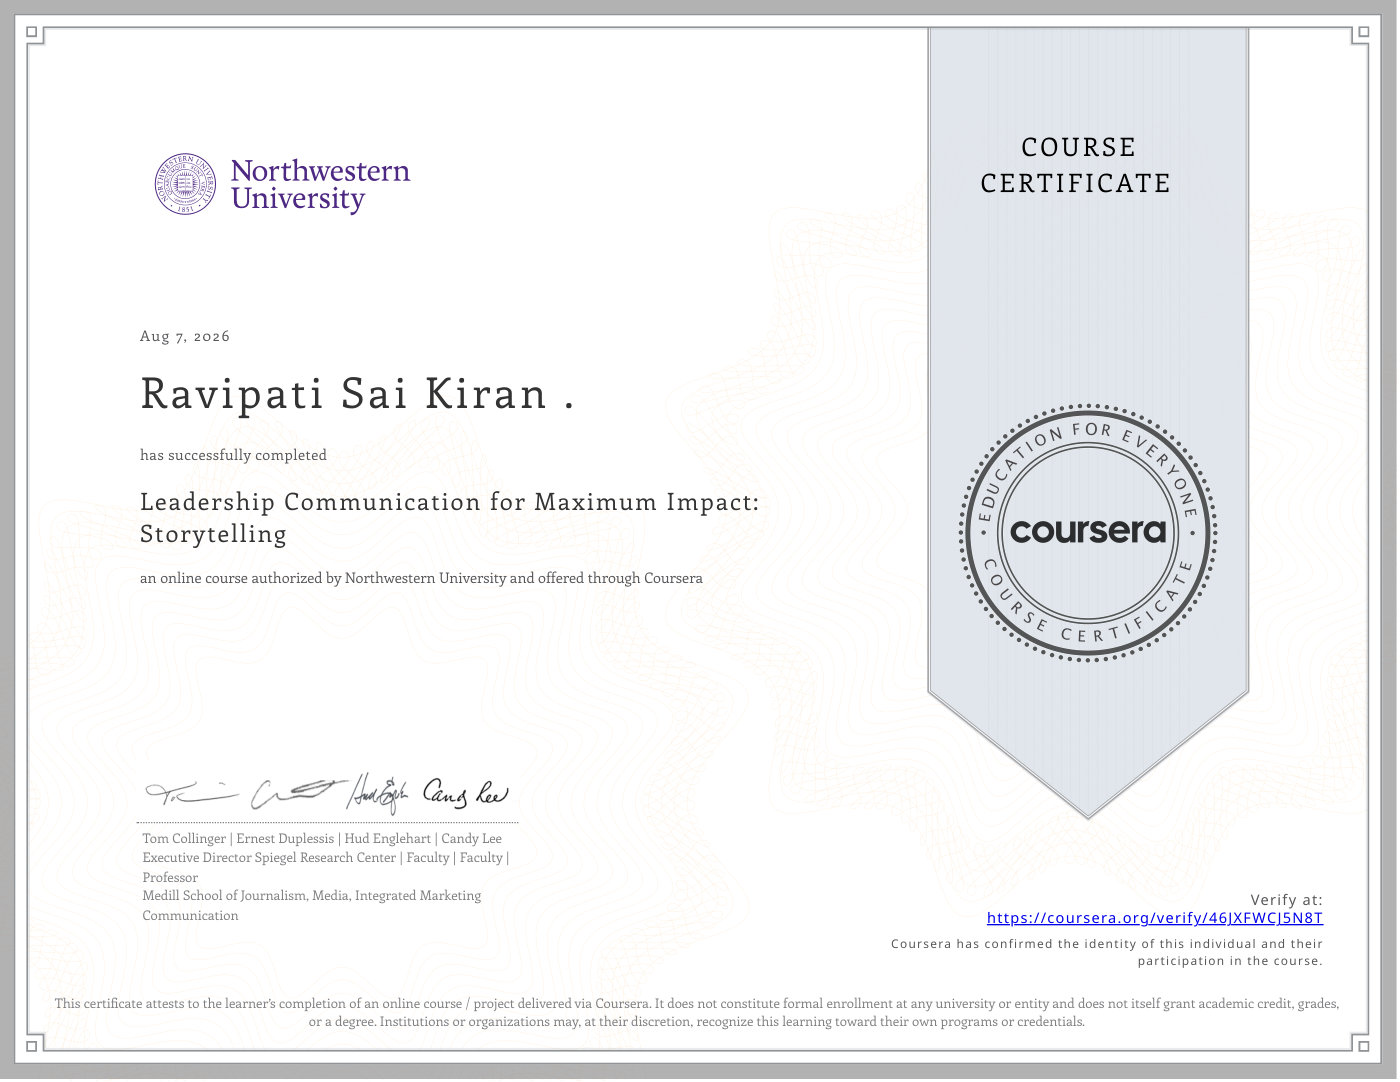 Northwestern
University
NORTHWESTERN UNIVERSITY
1851
COURSE
CERTIFICATE
Aug 7, 2026
Ravipati Sai Kiran .
has successfully completed
Leadership Communication for Maximum Impact:
Storytelling
an online course authorized by Northwestern University and offered through Coursera
EDUCATION FOR EVERYONE
coursera
COURSE CERTIFICATE
Tom Collinger | Ernest Duplessis | Hud Englehart | Candy Lee
Executive Director Spiegel Research Center | Faculty | Faculty |
Professor
Medill School of Journalism, Media, Integrated Marketing
Communication
Verify at:
https://coursera.org/verify/46JXFWCJ5N8T
Coursera has confirmed the identity of this individual and their
participation in the course.
This certificate attests to the learner's completion of an online course / project delivered via Coursera. It does not constitute formal enrollment at any university or entity and does not itself grant academic credit, grades,
or a degree. Institutions or organizations may, at their discretion, recognize this learning toward their own programs or credentials.